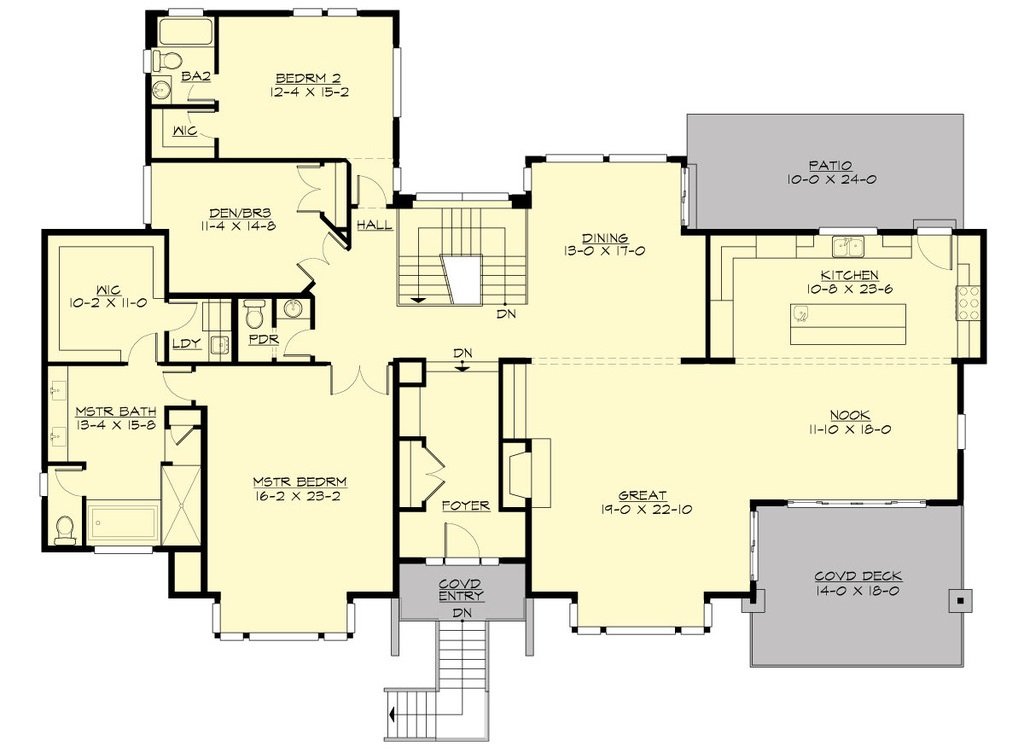 BA2
BEDRM 2
12-4 X 15-2
WIC
DEN/BR3
11-4 X 14-8
HALL
PATIO
10-0 X 24-0
DINING
13-0 X 17-0
KITCHEN
10-8 X 23-6
WIC
10-2 X 11-0
LDY
PDR
DN
DN
MSTR BATH
13-4 X 15-8
MSTR BEDRM
16-2 X 23-2
FOYER
GREAT
19-0 X 22-10
NOOK
11-10 X 18-0
COVD
ENTRY
DN
COVD DECK
14-0 X 18-0